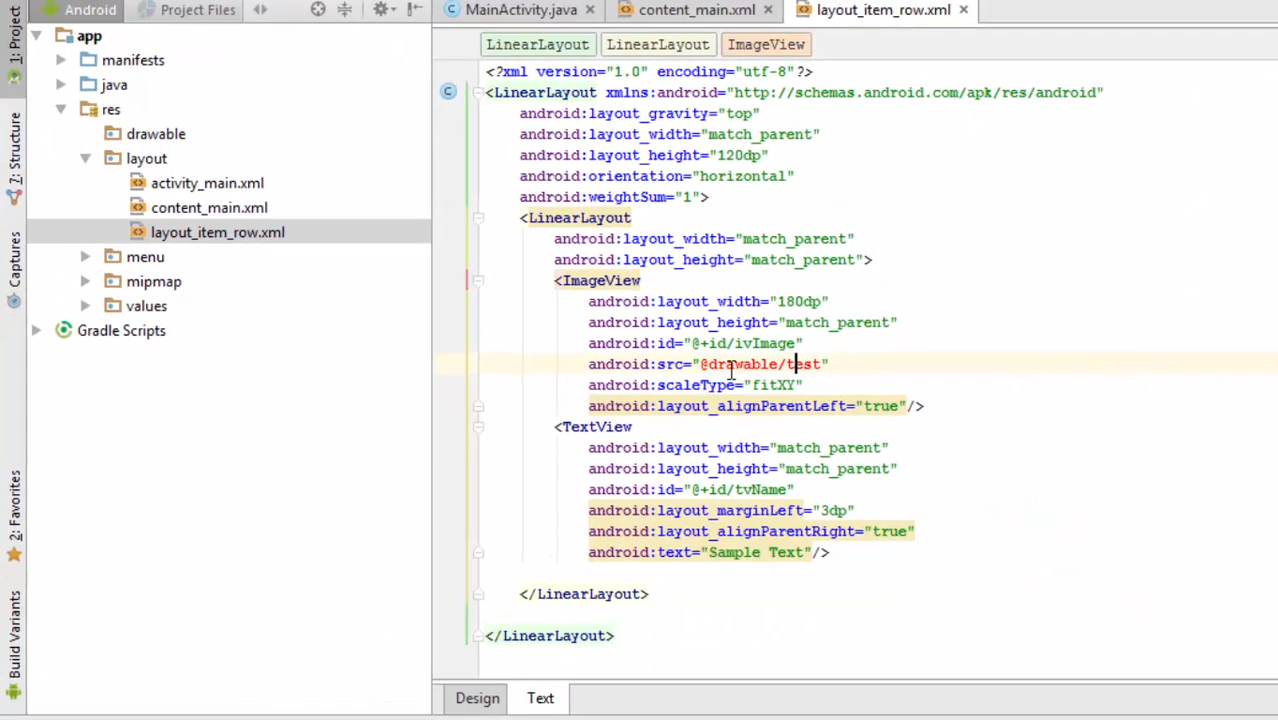 1: Project
Z: Structure
Captures
2: Favorites
Build Variants
Android
Project Files
app
manifests
java
res
drawable
layout
activity_main.xml
content_main.xml
layout_item_row.xml
menu
mipmap
values
Gradle Scripts
MainActivity.java
content_main.xml
layout_item_row.xml
LinearLayout LinearLayout ImageView
<?xml version="1.0" encoding="utf-8"?>
<LinearLayout xmlns:android="http://schemas.android.com/apk/res/android"
android:layout_gravity="top"
android:layout_width="match_parent"
android:layout_height="120dp"
android:orientation="horizontal"
android:weightSum="1">
<LinearLayout
android:layout_width="match_parent"
android:layout_height="match_parent">
<ImageView
android:layout_width="180dp"
android:layout_height="match_parent"
android:id="@+id/ivImage"
android:src="@drawable/test"
android:scaleType="fitXY"
android:layout_alignParentLeft="true"/>
<TextView
android:layout_width="match_parent"
android:layout_height="match_parent"
android:id="@+id/tvName"
android:layout_marginLeft="3dp"
android:layout_alignParentRight="true"
android:text="Sample Text"/>
</LinearLayout>
</LinearLayout>
Design
Text